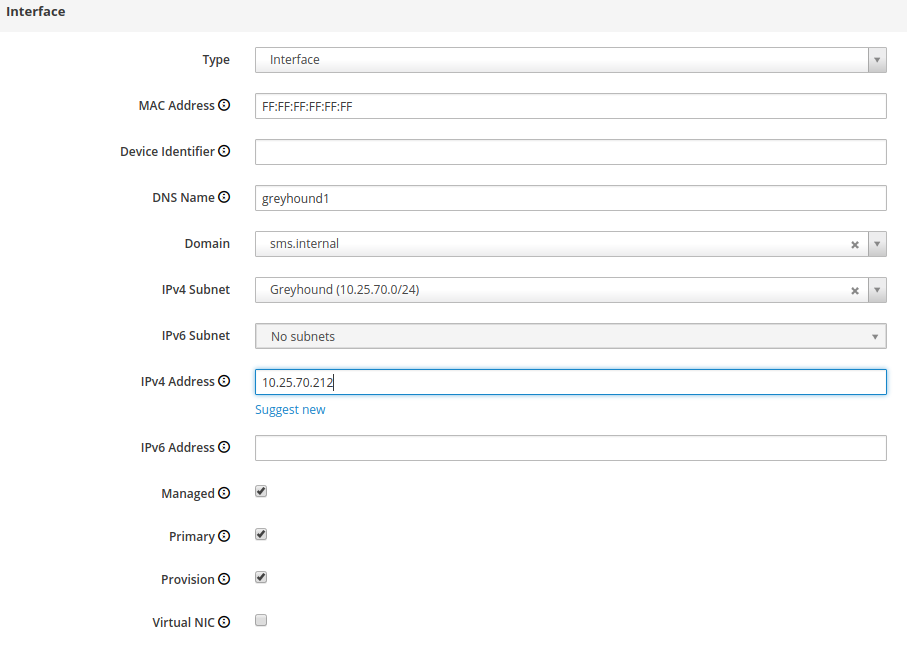 Interface
Type Interface
MAC Address FF:FF:FF:FF:FF:FF
Device Identifier
DNS Name greyhound1
Domain sms.internal
IPv4 Subnet Greyhound (10.25.70.0/24)
IPv6 Subnet No subnets
IPv4 Address 10.25.70.212
Suggest new
IPv6 Address
Managed
Primary
Provision
Virtual NIC